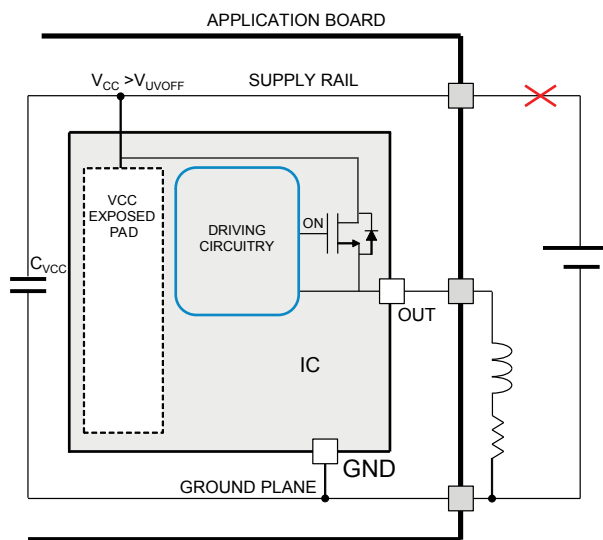 APPLICATION BOARD
VCC >VUVOFF
SUPPLY RAIL
VCC
EXPOSED
PAD
DRIVING
CIRCUITRY
ON
CVCC
OUT
IC
GND
GROUND PLANE